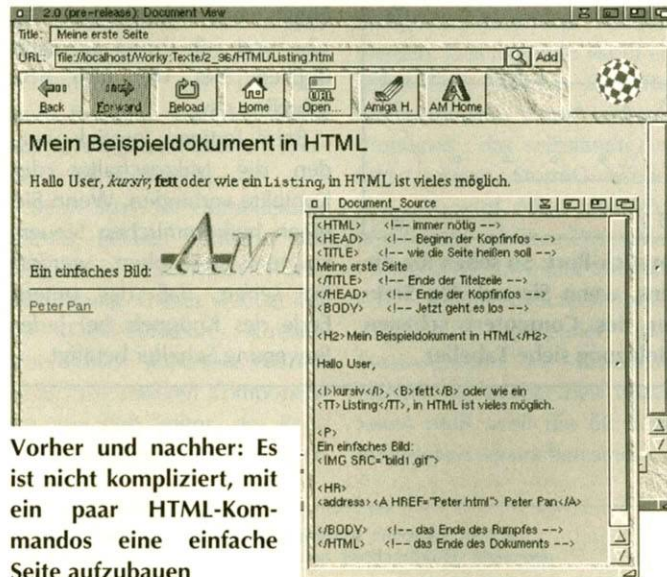 2.0 (pre-release): Document View
Title: Meine erste Seite
URL: file://localhost/Worky:Texte/2_96/HTML/Listing.html Add
Back Forward Reload Home Open... Amiga H. AM Home
Mein Beispieldokument in HTML
Hallo User, kursiv, fett oder wie ein Listing, in HTML ist vieles möglich.
Ein einfaches Bild:
Peter Pan
Document_Source
<HTML> <!-- immer nötig -->
<HEAD> <!-- Beginn der Kopfinfos -->
<TITLE> <!-- wie die Seite heißen soll -->
Meine erste Seite
</TITLE> <!-- Ende der Titelzeile -->
</HEAD> <!-- Ende der Kopfinfos -->
<BODY> <!-- Jetzt geht es los -->
<H2> Mein Beispieldokument in HTML</H2>
Hallo User,
<I>kursiv</I>, <B>fett</B> oder wie ein
<TT>Listing</TT>, in HTML ist vieles möglich.
<P>
Ein einfaches Bild:
<IMG SRC="bild1.gif">
<HR>
<address><A HREF="Peter.html"> Peter Pan</A>
</BODY> <!-- das Ende des Rumpfes -->
</HTML> <!-- das Ende des Dokuments -->
Vorher und nachher: Es
ist nicht kompliziert, mit
ein paar HTML-Kom-
mandos eine einfache
Seite aufzubauen